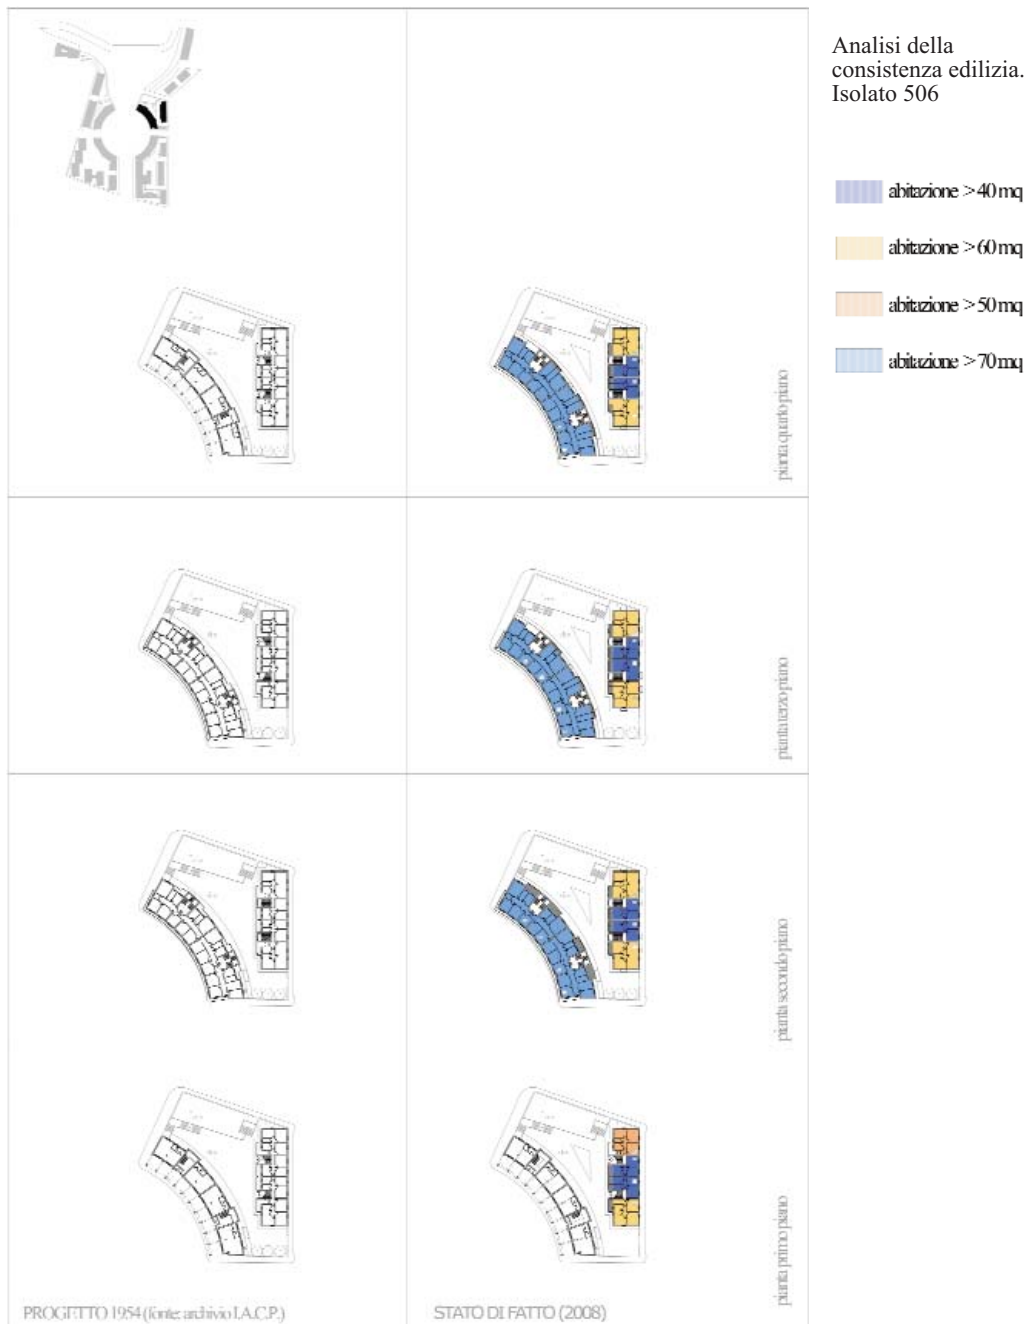 Analisi della
consistenza edilizia.
Isolato 506
abitazione > 40 mq
abitazione > 60 mq
abitazione > 50 mq
abitazione > 70 mq
pianta quarto piano
pianta terzo piano
pianta secondo piano
pianta primo piano
PROGETTO 1954 (fonte: archivio I.A.C.P.)
STATO DI FATTO (2008)